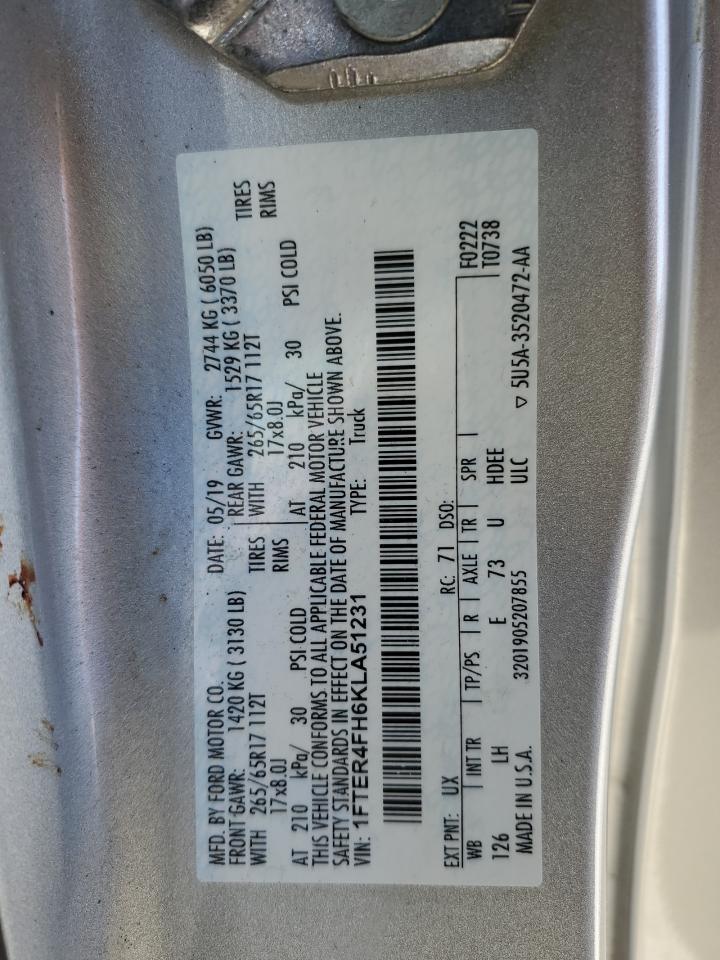 MFD. BY FORD MOTOR CO.
DATE: 05/19 GVWR: 2744 KG ( 6050 LB)
FRONT GAWR: 1420 KG ( 3130 LB) REAR GAWR: 1529 KG ( 3370 LB)
WITH 265/65R17 112T TIRES WITH 265/65R17 112T TIRES
17x8.0J RIMS 17x8.0J RIMS
AT 210 kPa/ 30 PSI COLD AT 210 kPa/ 30 PSI COLD
THIS VEHICLE CONFORMS TO ALL APPLICABLE FEDERAL MOTOR VEHICLE
SAFETY STANDARDS IN EFFECT ON THE DATE OF MANUFACTURE SHOWN ABOVE.
VIN: 1FTER4FH6KLA51231 TYPE: Truck
EXT PNT: UX RC: 71 DSO:
WB INT TR TP/PS R AXLE TR SPR F0222
126 LH E 73 U HDEE T0738
MADE IN U.S.A. 3201905207855 ULC ▽ 5U5A-3520472-AA